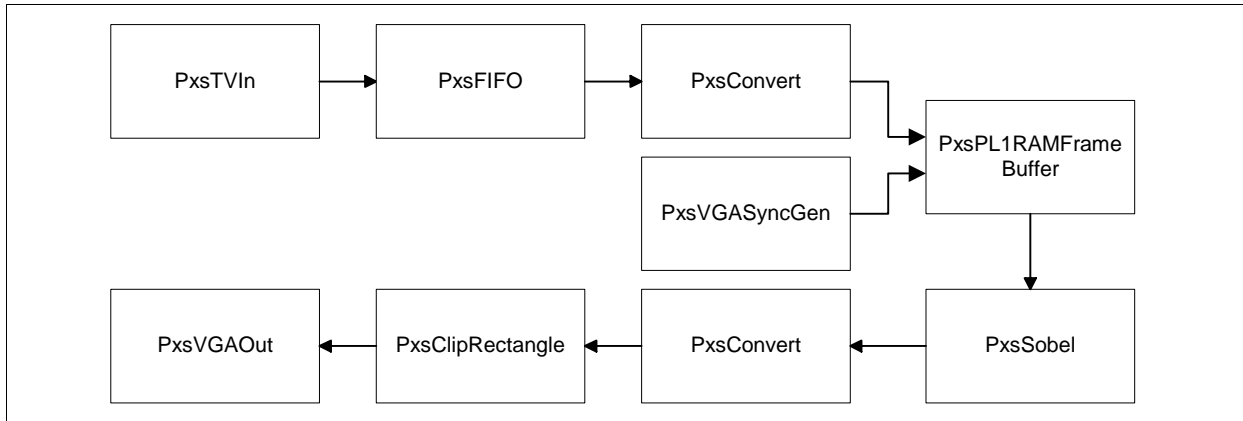 PxsTVIn
PxsFIFO
PxsConvert
PxsPL1RAMFrame
Buffer
PxsVGASyncGen
PxsVGAOut
PxsClipRectangle
PxsConvert
PxsSobel